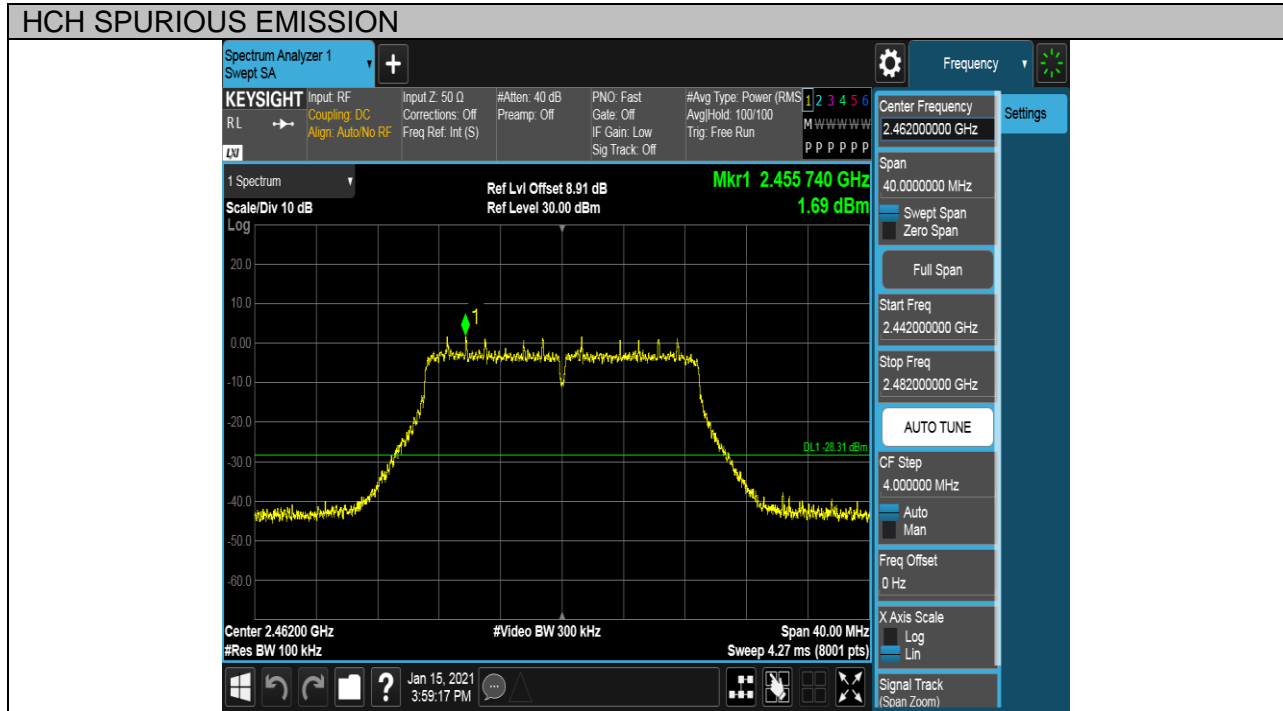 HCH SPURIOUS EMISSION
Spectrum Analyzer 1
Swept SA
+
Frequency
KEYSIGHT
RL
LXI
Input: RF
Coupling: DC
Align: Auto/No RF
Input Z: 50 Ω
Corrections: Off
Freq Ref: Int (S)
#Atten: 40 dB
Preamp: Off
PNO: Fast
Gate: Off
IF Gain: Low
Sig Track: Off
#Avg Type: Power (RMS
Avg|Hold: 100/100
Trig: Free Run
1 2 3 4 5 6
M W W W W W
P P P P P P
1 Spectrum
Scale/Div 10 dB
Log
Ref Lvl Offset 8.91 dB
Ref Level 30.00 dBm
Mkr1 2.455 740 GHz
1.69 dBm
20.0
10.0
0.00
-10.0
-20.0
-30.0
-40.0
-50.0
-60.0
1
DL1 -28.31 dBm
Center 2.46200 GHz
#Res BW 100 kHz
#Video BW 300 kHz
Span 40.00 MHz
Sweep 4.27 ms (8001 pts)
Center Frequency
2.462000000 GHz
Settings
Span
40.0000000 MHz
Swept Span
Zero Span
Full Span
Start Freq
2.442000000 GHz
Stop Freq
2.482000000 GHz
AUTO TUNE
CF Step
4.000000 MHz
Auto
Man
Freq Offset
0 Hz
X Axis Scale
Log
Lin
Signal Track
(Span Zoom)
?
Jan 15, 2021
3:59:17 PM